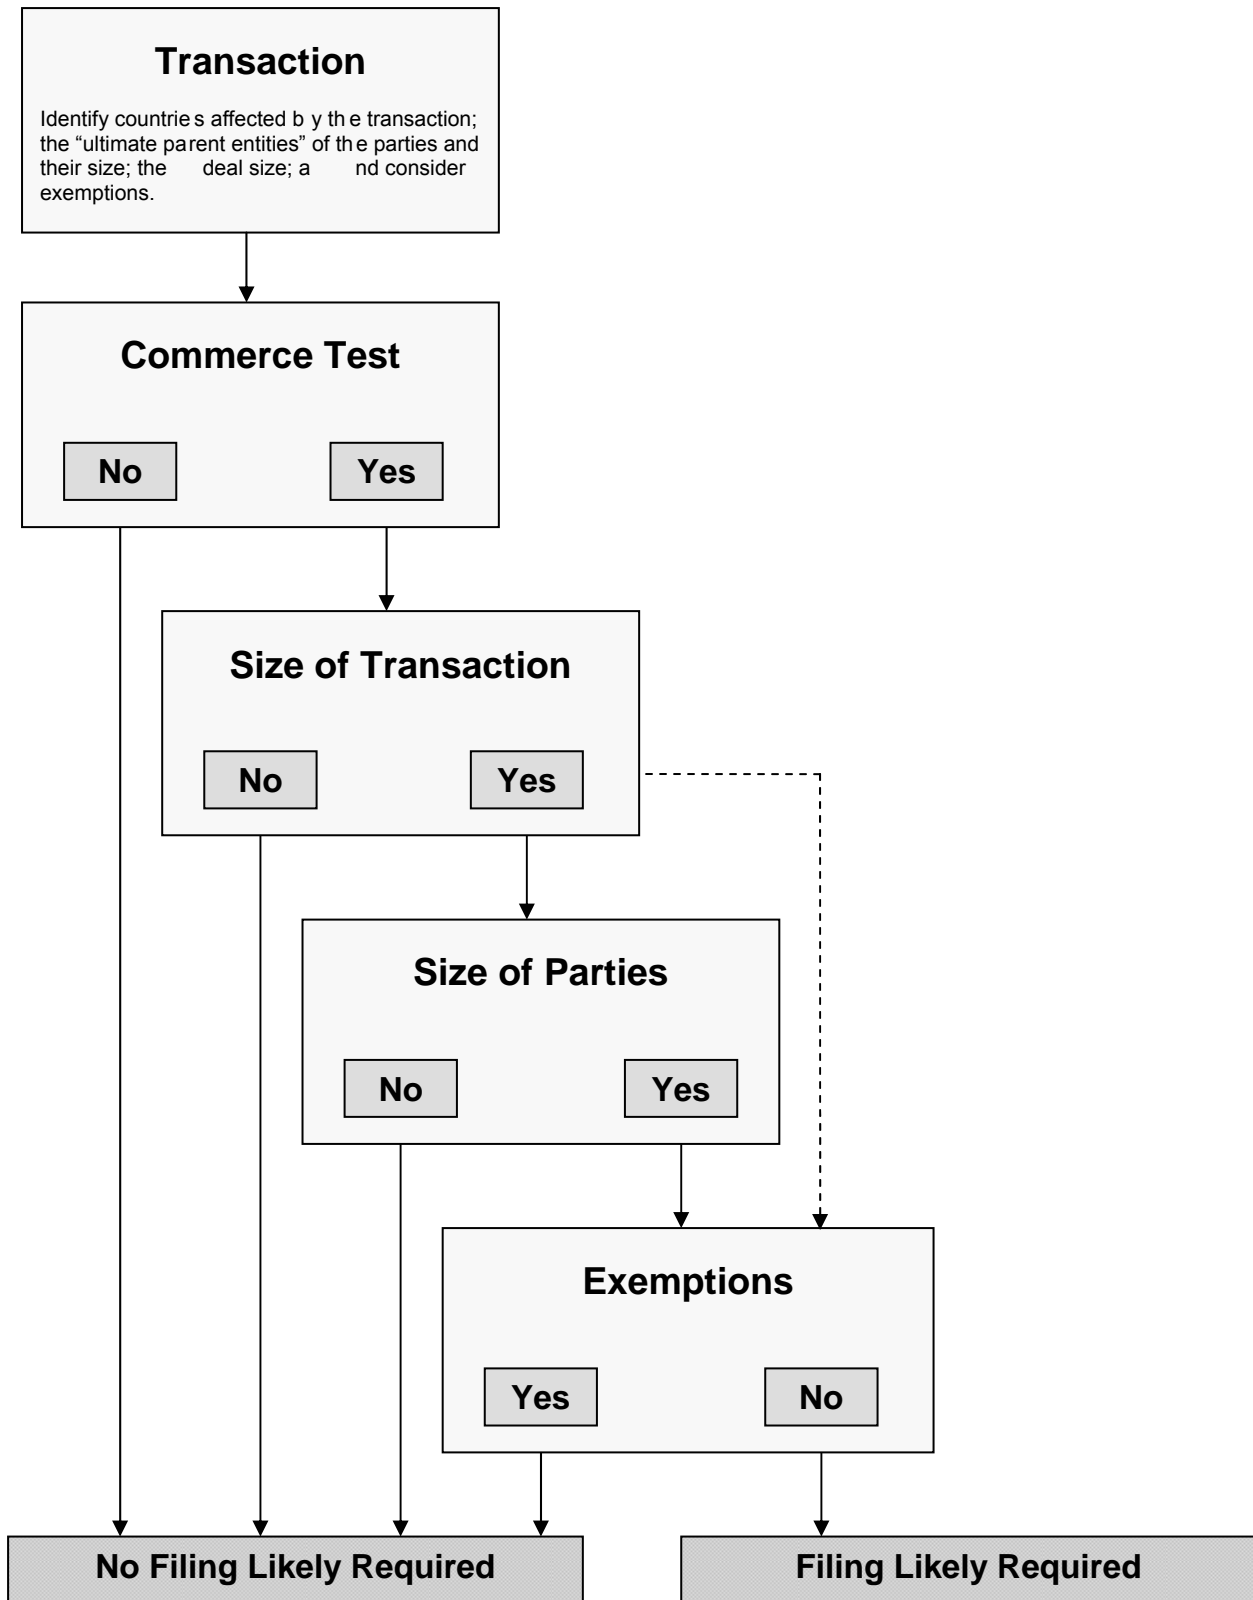 Transaction
Identify countries affected by the transaction;
the “ultimate parent entities” of the parties and
their size; the deal size; and consider
exemptions.
Commerce Test
No
Yes
Size of Transaction
No
Yes
Size of Parties
No
Yes
Exemptions
Yes
No
No Filing Likely Required
Filing Likely Required